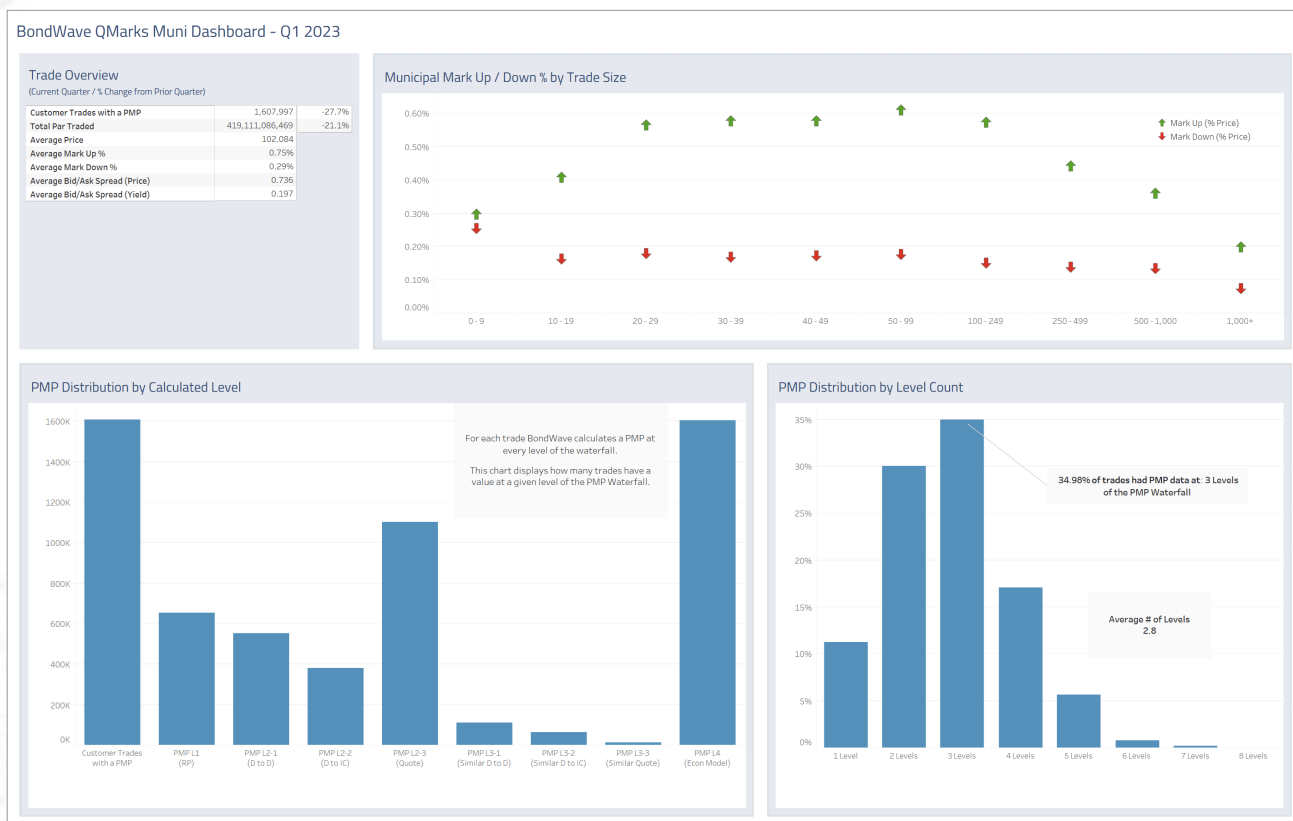 BondWave QMarks Muni Dashboard - Q1 2023
Trade Overview
(Current Quarter / % Change from Prior Quarter)
Customer Trades with a PMP 1,607,997 -27.7%
Total Par Traded 419,111,086,469 -21.1%
Average Price 102.084
Average Mark Up % 0.75%
Average Mark Down % 0.29%
Average Bid/Ask Spread (Price) 0.736
Average Bid/Ask Spread (Yield) 0.197
Municipal Mark Up / Down % by Trade Size
0.60%
0.50%
0.40%
0.30%
0.20%
0.10%
0.00%
Mark Up (% Price)
Mark Down (% Price)
0 - 9 10 - 19 20 - 29 30 - 39 40 - 49 50 - 99 100 - 249 250 - 499 500 - 1,000 1,000+
PMP Distribution by Calculated Level
1600K
1400K
1200K
1000K
800K
600K
400K
200K
0K
For each trade BondWave calculates a PMP at
every level of the waterfall.
This chart displays how many trades have a
value at a given level of the PMP Waterfall.
Customer Trades PMP L1 PMP L2-1 PMP L2-2 PMP L2-3 PMP L3-1 PMP L3-2 PMP L3-3 PMP L4
with a PMP (RP) (D to D) (D to IC) (Quote) (Similar D to D) (Similar D to IC) (Similar Quote) (Econ Model)
PMP Distribution by Level Count
35%
30%
25%
20%
15%
10%
5%
0%
34.98% of trades had PMP data at: 3 Levels
of the PMP Waterfall
Average # of Levels
2.8
1 Level 2 Levels 3 Levels 4 Levels 5 Levels 6 Levels 7 Levels 8 Levels